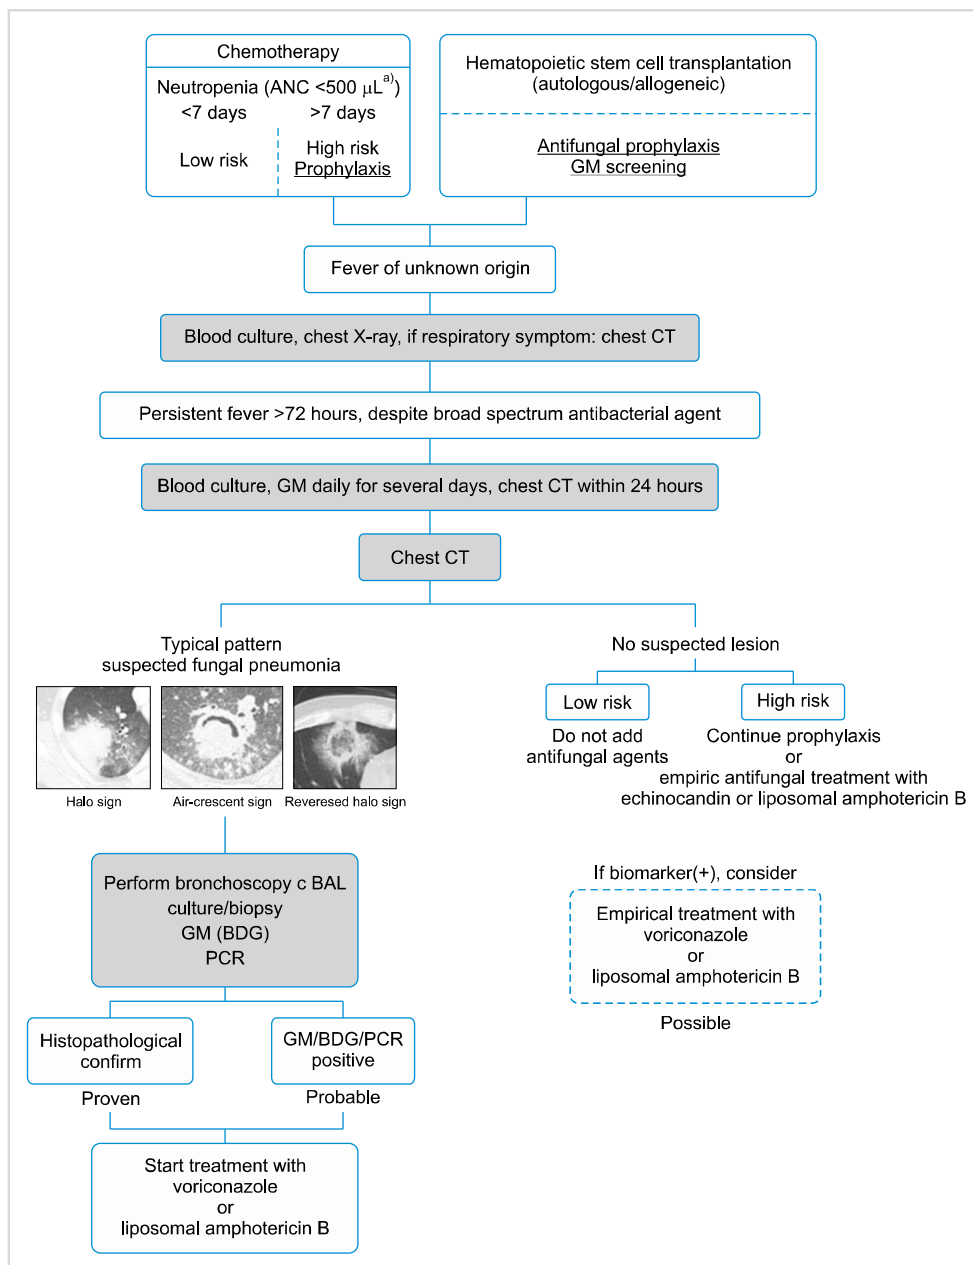 Chemotherapy
Neutropenia (ANC <500 μL a))
<7 days
>7 days
Low risk
High risk
Prophylaxis
Hematopoietic stem cell transplantation
(autologous/allogeneic)
Antifungal prophylaxis
GM screening
Fever of unknown origin
Blood culture, chest X-ray, if respiratory symptom: chest CT
Persistent fever >72 hours, despite broad spectrum antibacterial agent
Blood culture, GM daily for several days, chest CT within 24 hours
Chest CT
Typical pattern
suspected fungal pneumonia
Halo sign
Air-crescent sign
Reveresed halo sign
No suspected lesion
Low risk
Do not add
antifungal agents
High risk
Continue prophylaxis
or
empiric antifungal treatment with
echinocandin or liposomal amphotericin B
Perform bronchoscopy c BAL
culture/biopsy
GM (BDG)
PCR
If biomarker(+), consider
Empirical treatment with
voriconazole
or
liposomal amphotericin B
Possible
Histopathological
confirm
Proven
GM/BDG/PCR
positive
Probable
Start treatment with
voriconazole
or
liposomal amphotericin B